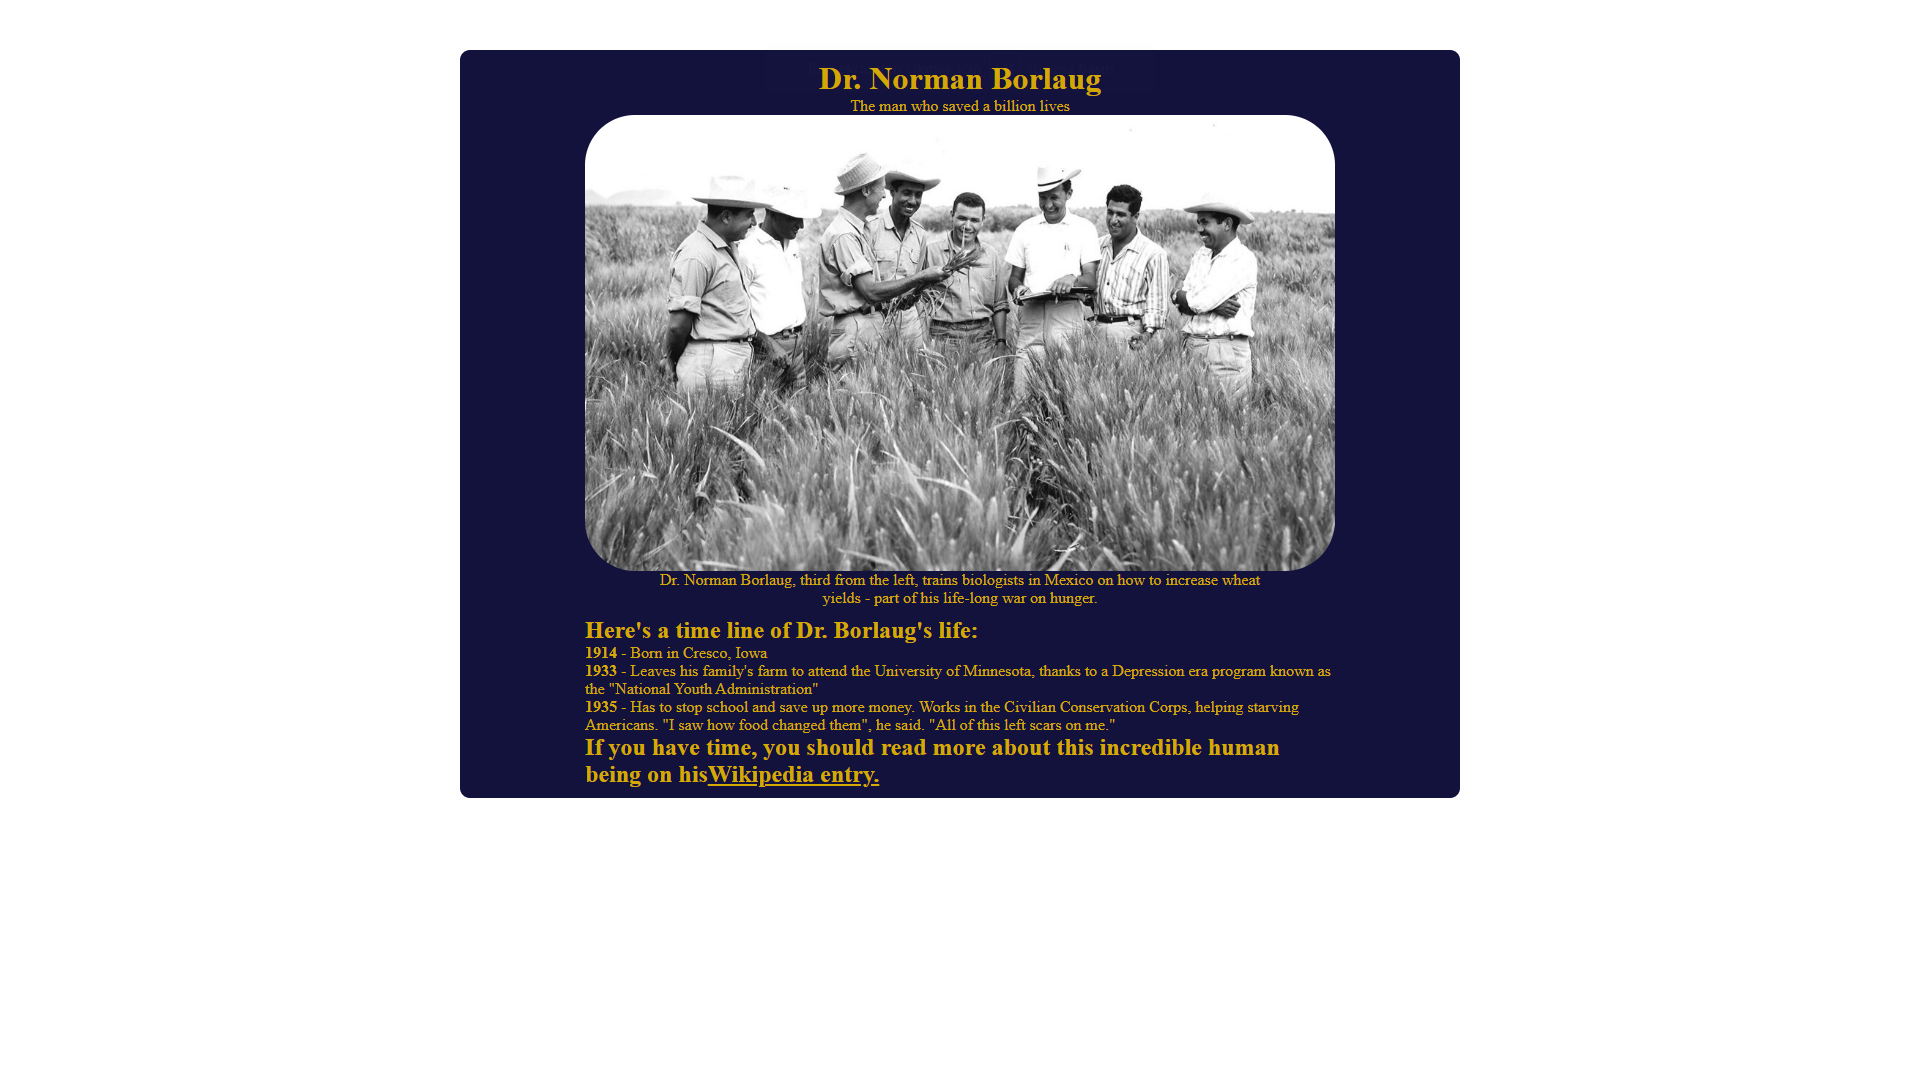 Dr. Norman Borlaug
The man who saved a billion lives
Dr. Norman Borlaug, third from the left, trains biologists in Mexico on how to increase wheat
yields - part of his life-long war on hunger.
Here's a time line of Dr. Borlaug's life:
1914 - Born in Cresco, Iowa
1933 - Leaves his family's farm to attend the University of Minnesota, thanks to a Depression era program known as
the "National Youth Administration"
1935 - Has to stop school and save up more money. Works in the Civilian Conservation Corps, helping starving
Americans. "I saw how food changed them", he said. "All of this left scars on me."
If you have time, you should read more about this incredible human
being on hisWikipedia entry.